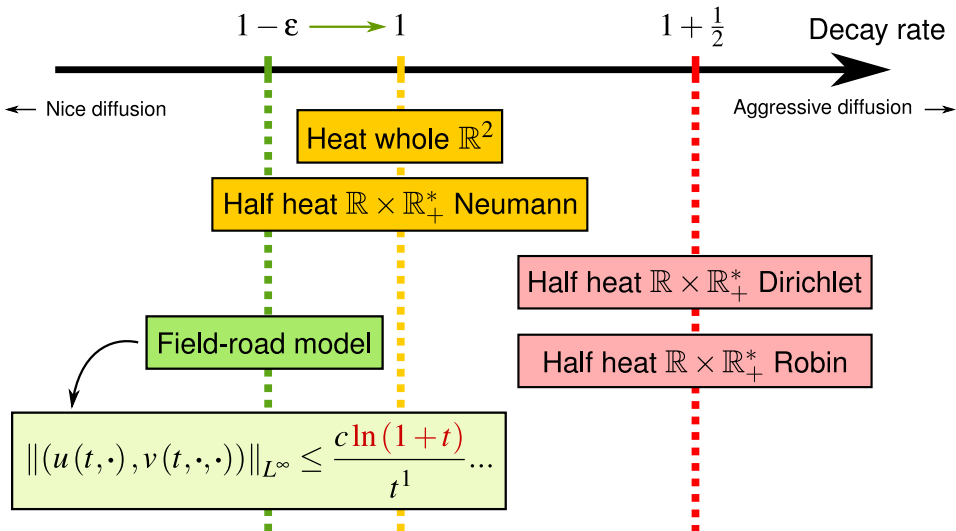 1 − ε → 1
1 + 1/2
Decay rate
← Nice diffusion
Aggressive diffusion →
Heat whole ℝ²
Half heat ℝ × ℝ₊* Neumann
Half heat ℝ × ℝ₊* Dirichlet
Field-road model
Half heat ℝ × ℝ₊* Robin
‖(u(t,·),v(t,·,·))‖_{L^∞} ≤ c ln(1+t) / t¹ ...